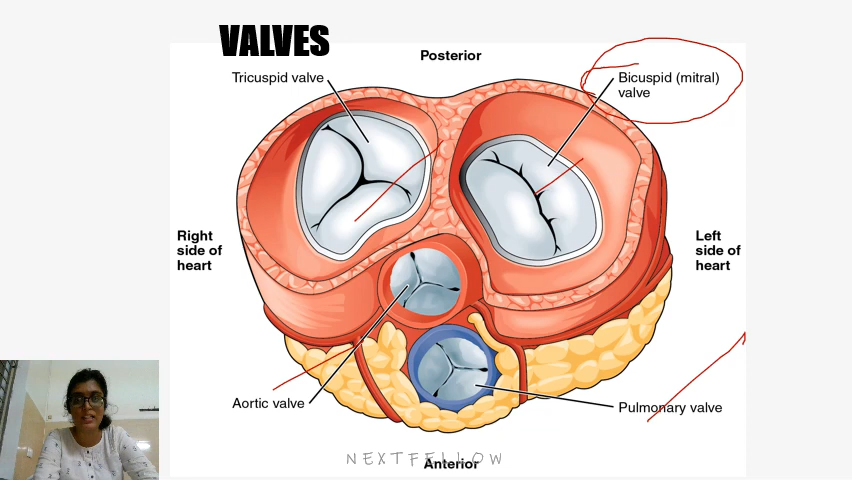 VALVES
Posterior
Tricuspid valve
Bicuspid (mitral)
valve
Right
side of
heart
Left
side of
heart
Aortic valve
Pulmonary valve
NEXTFELLOW
Anterior